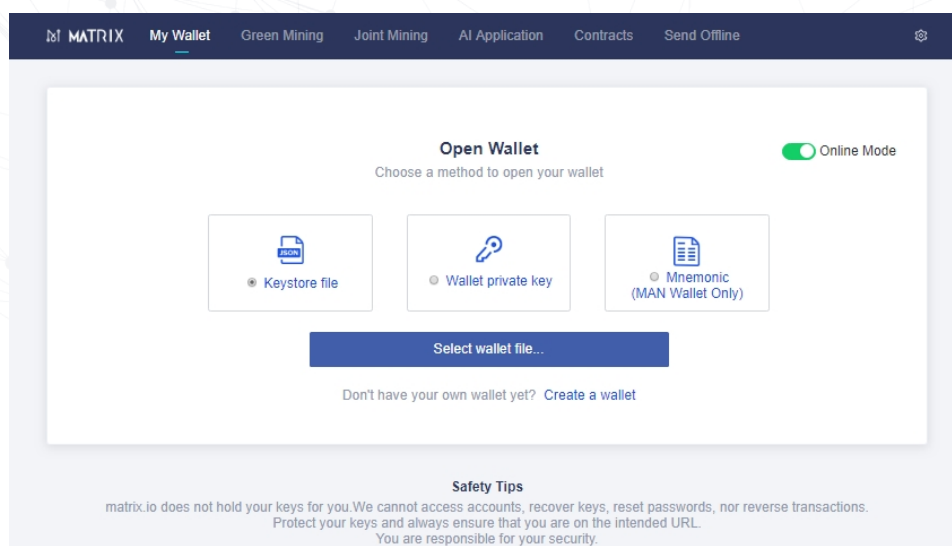 MATRIX My Wallet Green Mining Joint Mining AI Application Contracts Send Offline
Open Wallet
Online Mode
Choose a method to open your wallet
JSON
Keystore file
Wallet private key
Mnemonic
(MAN Wallet Only)
Select wallet file...
Don't have your own wallet yet? Create a wallet
Safety Tips
matrix.io does not hold your keys for you.We cannot access accounts, recover keys, reset passwords, nor reverse transactions.
Protect your keys and always ensure that you are on the intended URL.
You are responsible for your security.